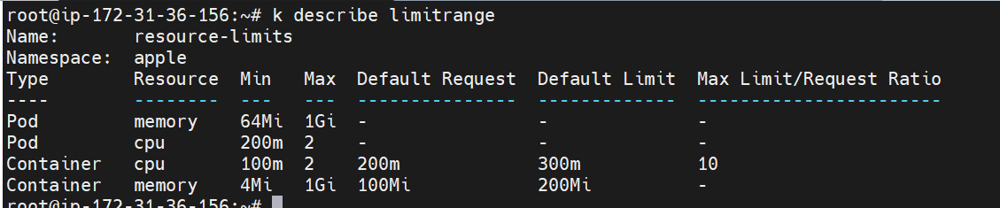 root@ip-172-31-36-156:~# k describe limitrange
Name:       resource-limits
Namespace:  apple
Type        Resource  Min   Max  Default Request  Default Limit  Max Limit/Request Ratio
----        --------  ---   ---  ---------------  -------------  -----------------------
Pod         memory    64Mi  1Gi  -                -              -
Pod         cpu       200m  2    -                -              -
Container   cpu       100m  2    200m             300m           10
Container   memory    4Mi   1Gi  100Mi            200Mi          -
root@ip-172-31-36-156:~#